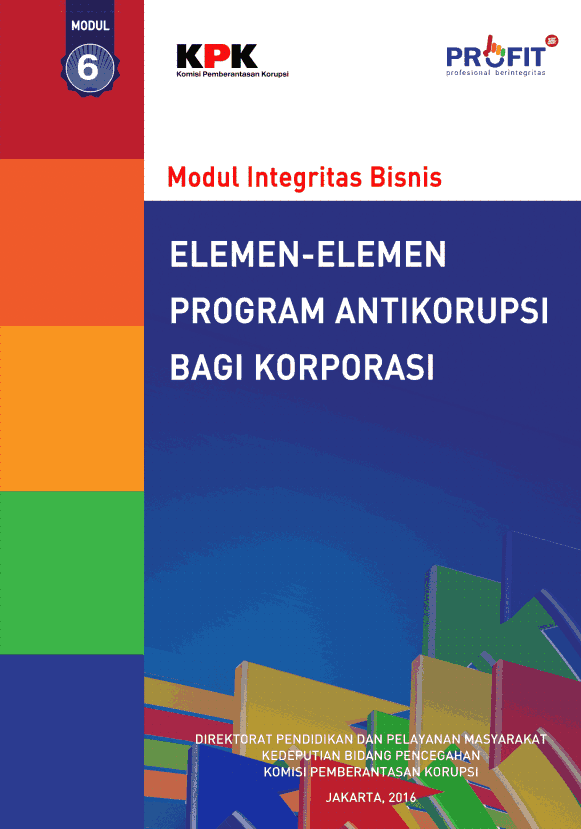 MODUL
6
KPK
Komisi Pemberantasan Korupsi
PROFIT
profesional berintegritas
Modul Integritas Bisnis
ELEMEN-ELEMEN
PROGRAM ANTIKORUPSI
BAGI KORPORASI
DIREKTORAT PENDIDIKAN DAN PELAYANAN MASYARAKAT
KEDEPUTIAN BIDANG PENCEGAHAN
KOMISI PEMBERANTASAN KORUPSI
JAKARTA, 2016